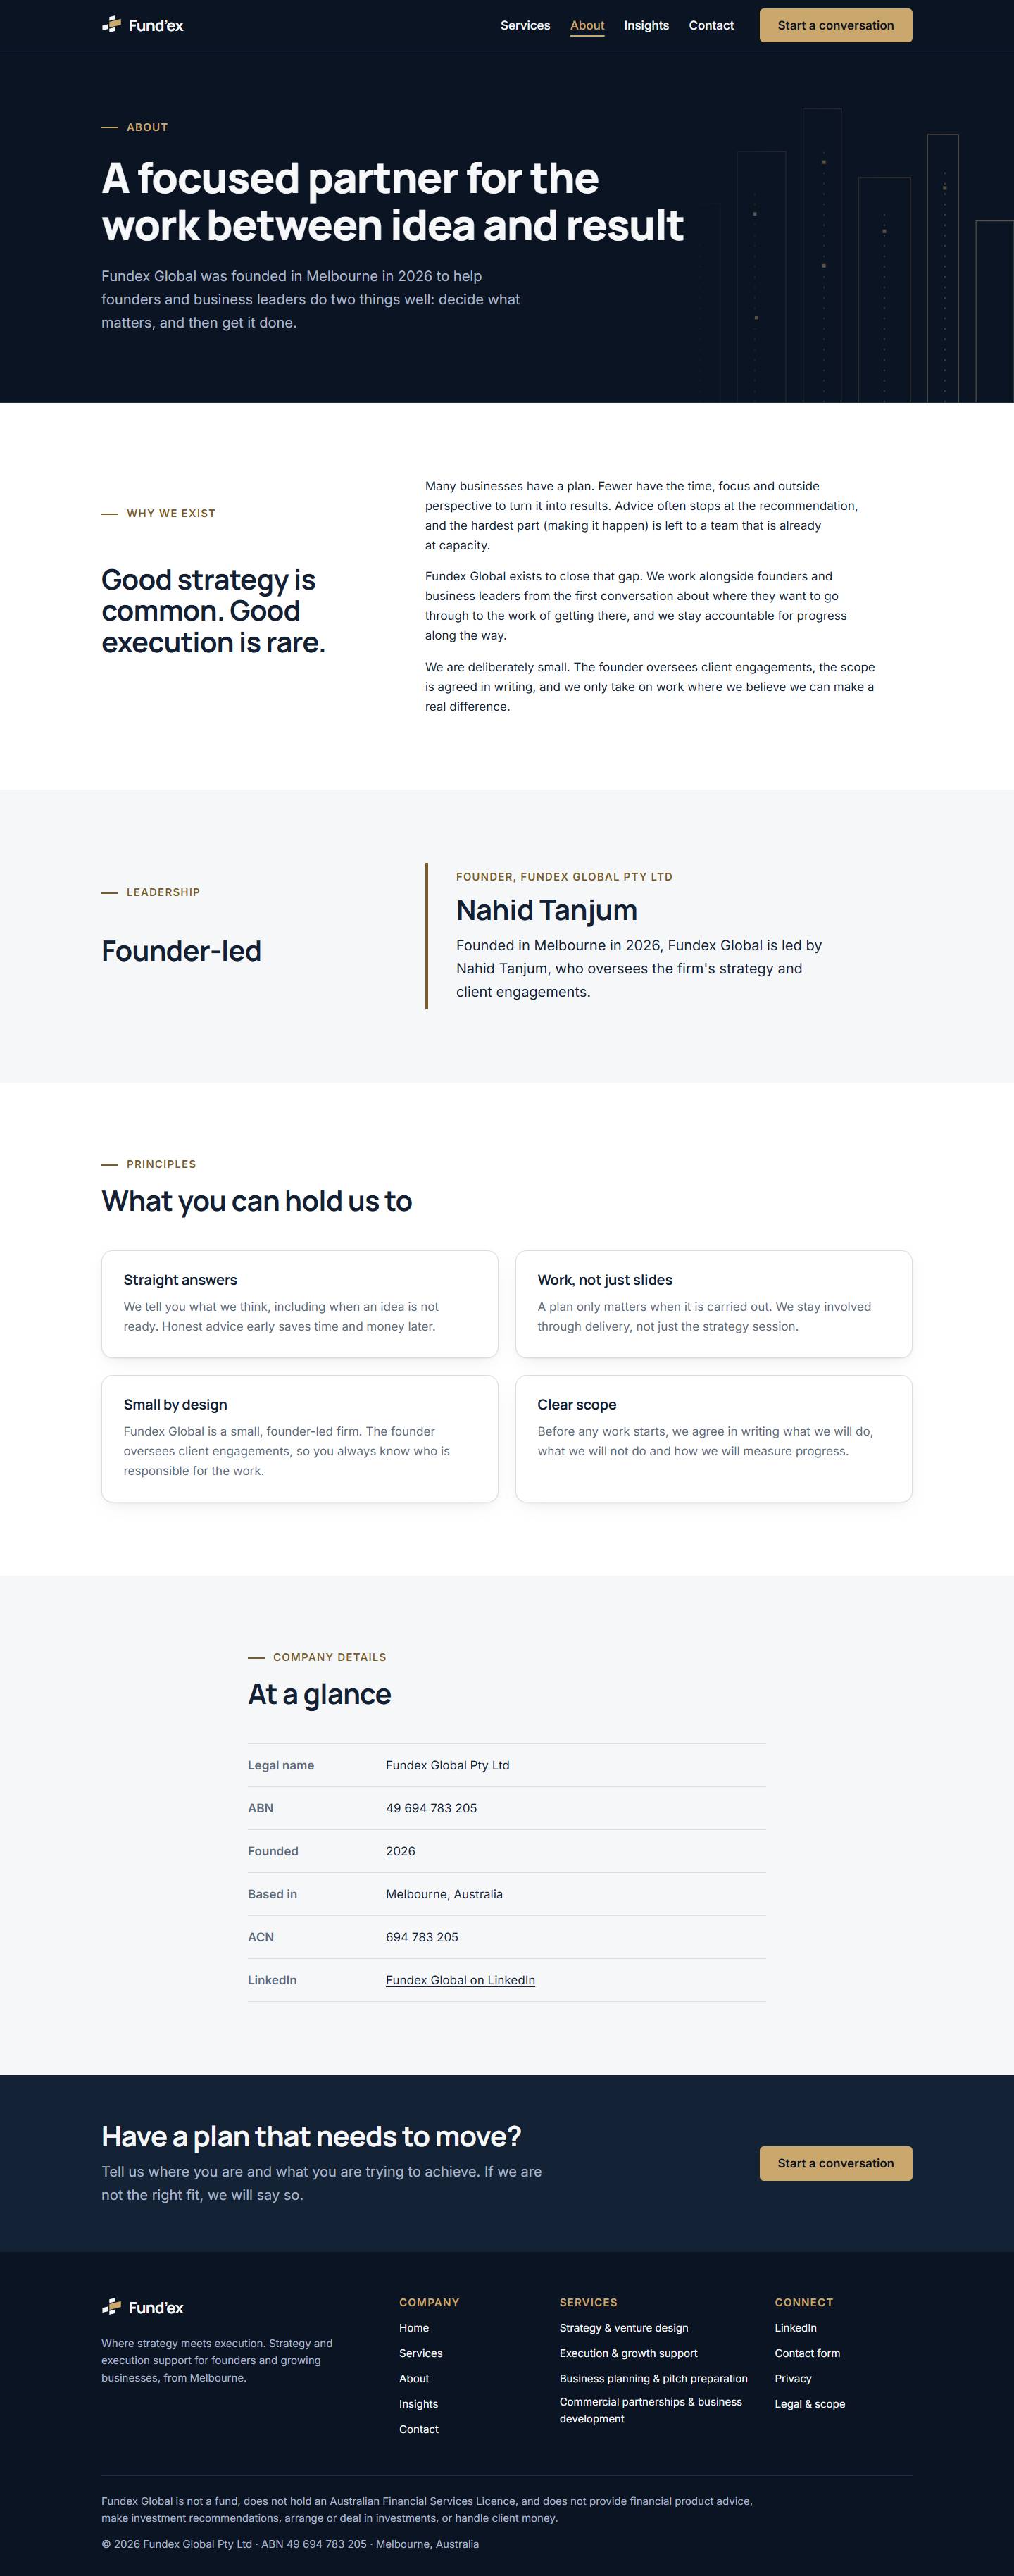 Fund'ex
Services About Insights Contact Start a conversation
ABOUT
A focused partner for the
work between idea and result
Fundex Global was founded in Melbourne in 2026 to help
founders and business leaders do two things well: decide what
matters, and then get it done.
WHY WE EXIST
Good strategy is
common. Good
execution is rare.
Many businesses have a plan. Fewer have the time, focus and outside
perspective to turn it into results. Advice often stops at the recommendation,
and the hardest part (making it happen) is left to a team that is already
at capacity.
Fundex Global exists to close that gap. We work alongside founders and
business leaders from the first conversation about where they want to go
through to the work of getting there, and we stay accountable for progress
along the way.
We are deliberately small. The founder oversees client engagements, the scope
is agreed in writing, and we only take on work where we believe we can make a
real difference.
LEADERSHIP
Founder-led
FOUNDER, FUNDEX GLOBAL PTY LTD
Nahid Tanjum
Founded in Melbourne in 2026, Fundex Global is led by
Nahid Tanjum, who oversees the firm's strategy and
client engagements.
PRINCIPLES
What you can hold us to
Straight answers
We tell you what we think, including when an idea is not
ready. Honest advice early saves time and money later.
Work, not just slides
A plan only matters when it is carried out. We stay involved
through delivery, not just the strategy session.
Small by design
Fundex Global is a small, founder-led firm. The founder
oversees client engagements, so you always know who is
responsible for the work.
Clear scope
Before any work starts, we agree in writing what we will do,
what we will not do and how we will measure progress.
COMPANY DETAILS
At a glance
Legal name Fundex Global Pty Ltd
ABN 49 694 783 205
Founded 2026
Based in Melbourne, Australia
ACN 694 783 205
LinkedIn Fundex Global on LinkedIn
Have a plan that needs to move?
Tell us where you are and what you are trying to achieve. If we are
not the right fit, we will say so.
Start a conversation
Fund'ex
Where strategy meets execution. Strategy and
execution support for founders and growing
businesses, from Melbourne.
COMPANY
Home
Services
About
Insights
Contact
SERVICES
Strategy & venture design
Execution & growth support
Business planning & pitch preparation
Commercial partnerships & business
development
CONNECT
LinkedIn
Contact form
Privacy
Legal & scope
Fundex Global is not a fund, does not hold an Australian Financial Services Licence, and does not provide financial product advice,
make investment recommendations, arrange or deal in investments, or handle client money.
© 2026 Fundex Global Pty Ltd · ABN 49 694 783 205 · Melbourne, Australia